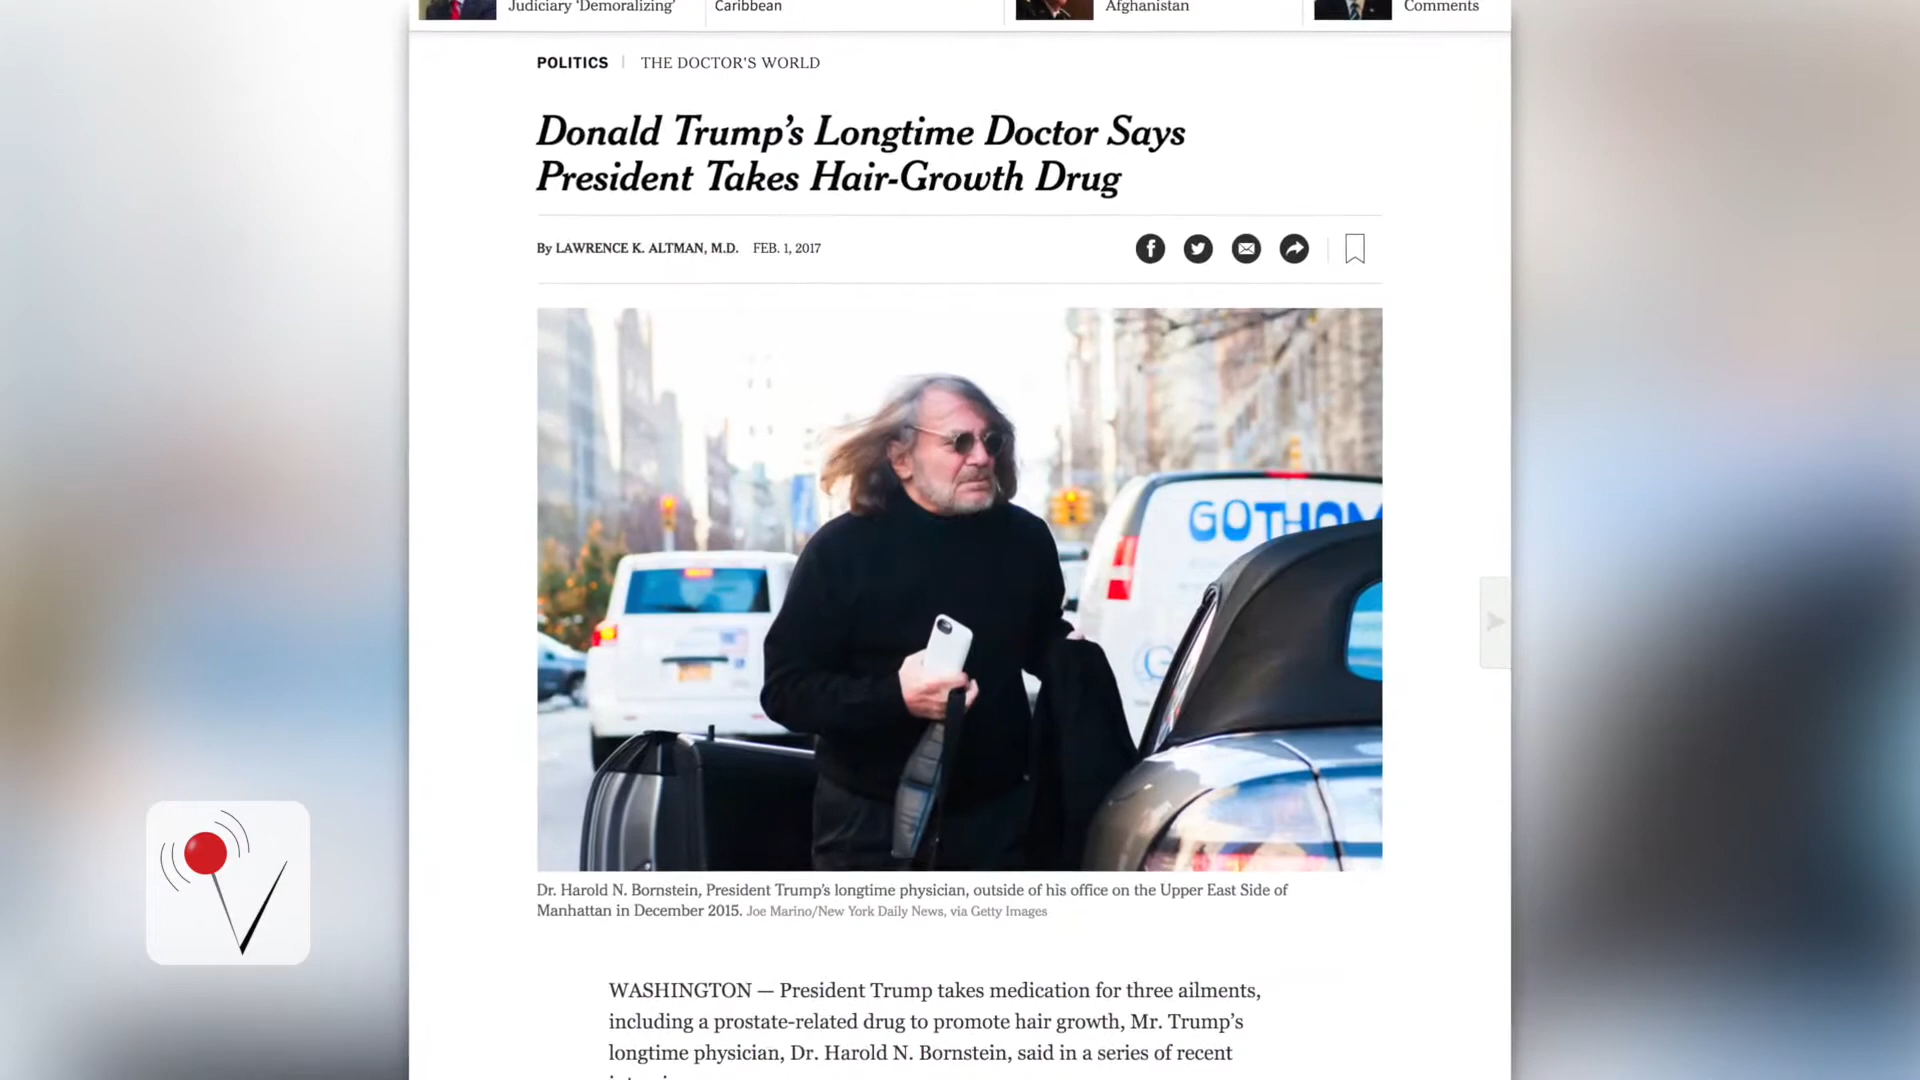 Judiciary ‘Demoralizing’
Caribbean
Afghanistan
Comments
POLITICS | THE DOCTOR'S WORLD
Donald Trump’s Longtime Doctor Says
President Takes Hair-Growth Drug
By LAWRENCE K. ALTMAN, M.D. FEB. 1, 2017
GOTHAM
Dr. Harold N. Bornstein, President Trump’s longtime physician, outside of his office on the Upper East Side of
Manhattan in December 2015. Joe Marino/New York Daily News, via Getty Images
WASHINGTON — President Trump takes medication for three ailments,
including a prostate-related drug to promote hair growth, Mr. Trump’s
longtime physician, Dr. Harold N. Bornstein, said in a series of recent